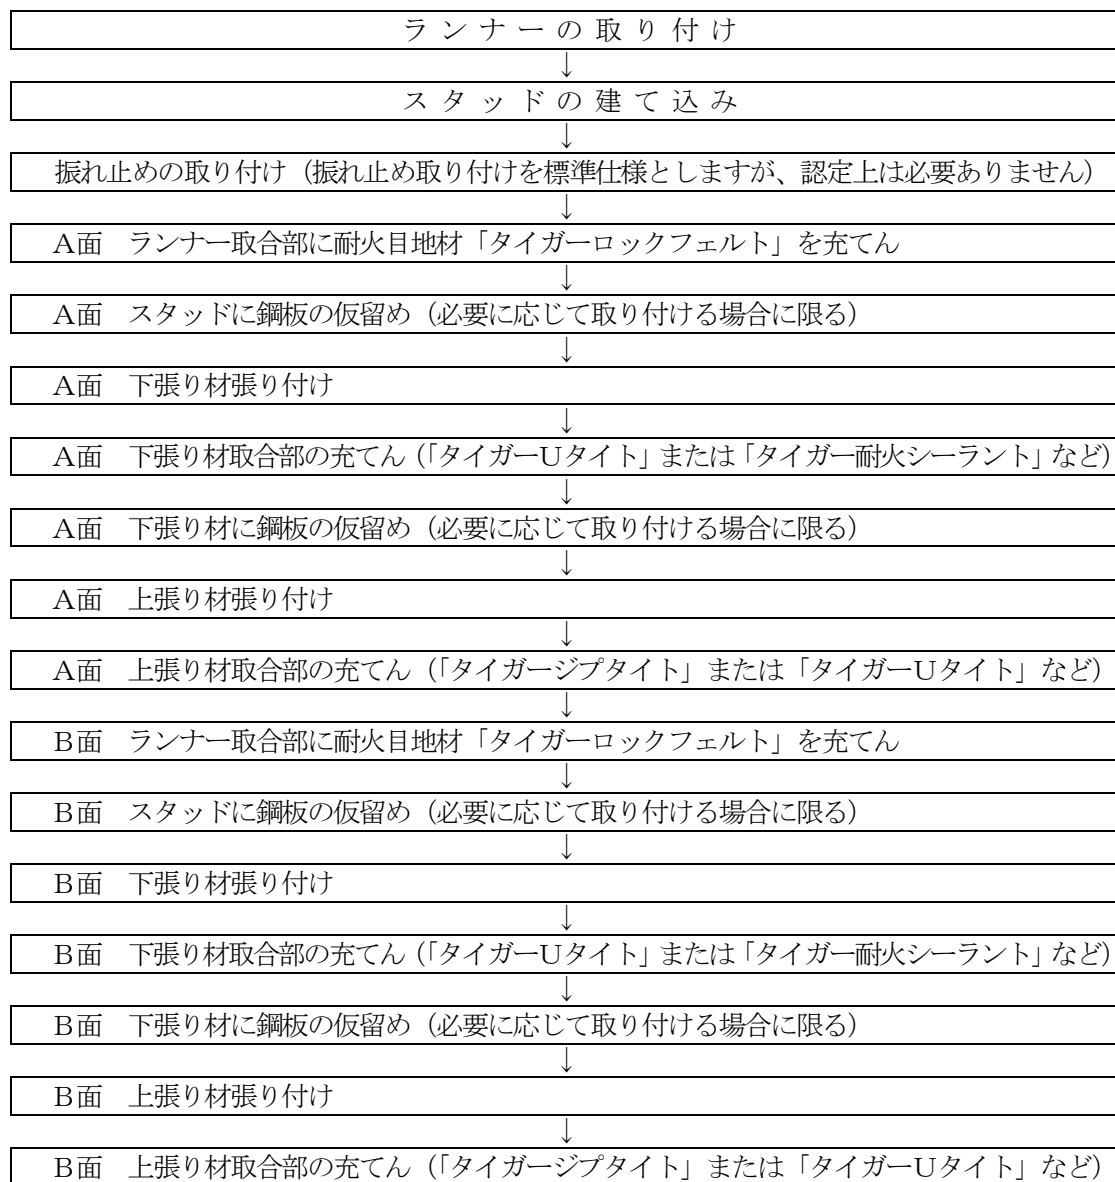 ランナーの取り付け
↓
スタッドの建て込み
↓
振れ止めの取り付け（振れ止め取り付けを標準仕様としますが、認定上は必要ありません）
↓
A面　ランナー取合部に耐火目地材「タイガーロックフェルト」を充てん
↓
A面　スタッドに鋼板の仮留め（必要に応じて取り付ける場合に限る）
↓
A面　下張り材張り付け
↓
A面　下張り材取合部の充てん（「タイガーUタイト」または「タイガー耐火シーラント」など）
↓
A面　下張り材に鋼板の仮留め（必要に応じて取り付ける場合に限る）
↓
A面　上張り材張り付け
↓
A面　上張り材取合部の充てん（「タイガージプタイト」または「タイガーUタイト」など）
↓
B面　ランナー取合部に耐火目地材「タイガーロックフェルト」を充てん
↓
B面　スタッドに鋼板の仮留め（必要に応じて取り付ける場合に限る）
↓
B面　下張り材張り付け
↓
B面　下張り材取合部の充てん（「タイガーUタイト」または「タイガー耐火シーラント」など）
↓
B面　下張り材に鋼板の仮留め（必要に応じて取り付ける場合に限る）
↓
B面　上張り材張り付け
↓
B面　上張り材取合部の充てん（「タイガージプタイト」または「タイガーUタイト」など）